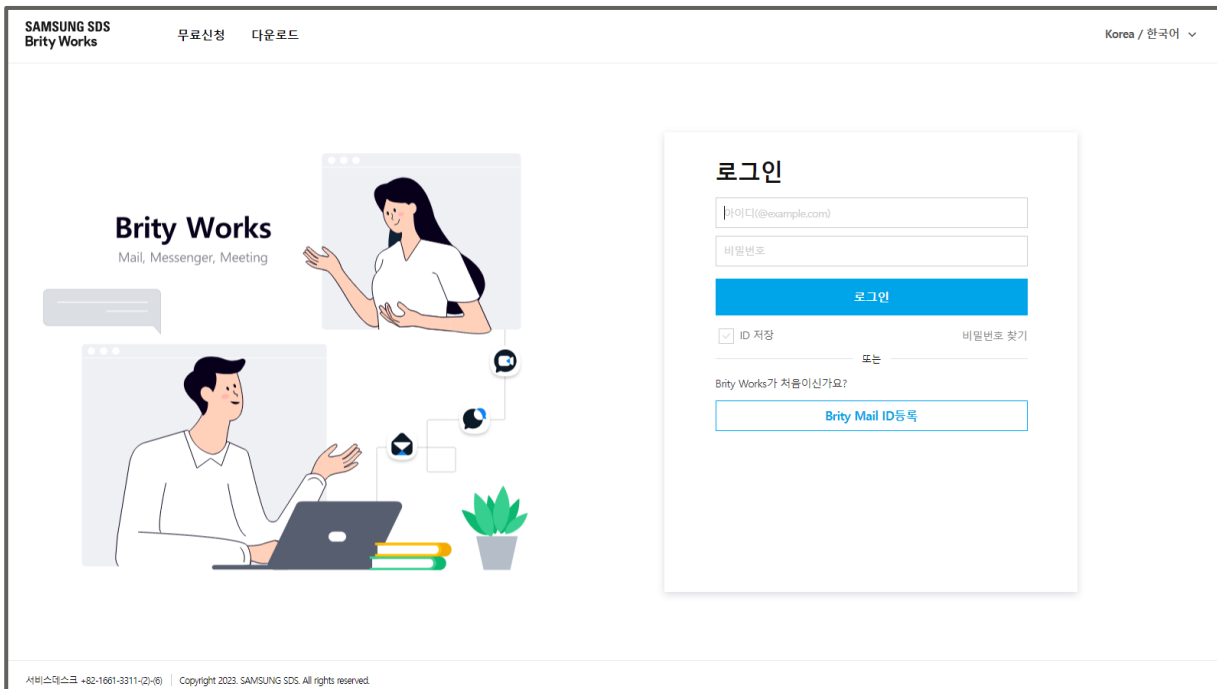 SAMSUNG SDS
Brity Works
무료신청 다운로드
Korea / 한국어
Brity Works
Mail, Messenger, Meeting
로그인
아이디(@example.com)
비밀번호
로그인
ID 저장 비밀번호 찾기
또는
Brity Works가 처음이신가요?
Brity Mail ID등록
서비스데스크 +82-1661-3311-(2)-(6) Copyright 2023. SAMSUNG SDS. All rights reserved.